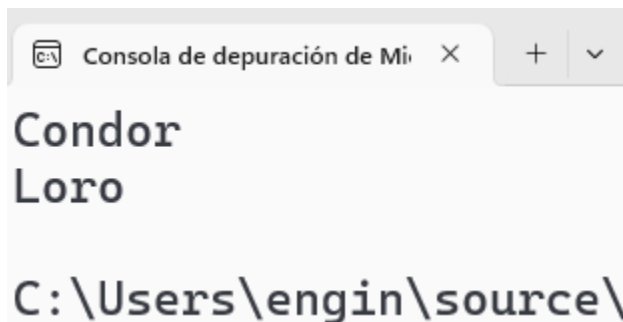 Consola de depuración de Mi
Condor
Loro
C:\Users\engin\source\